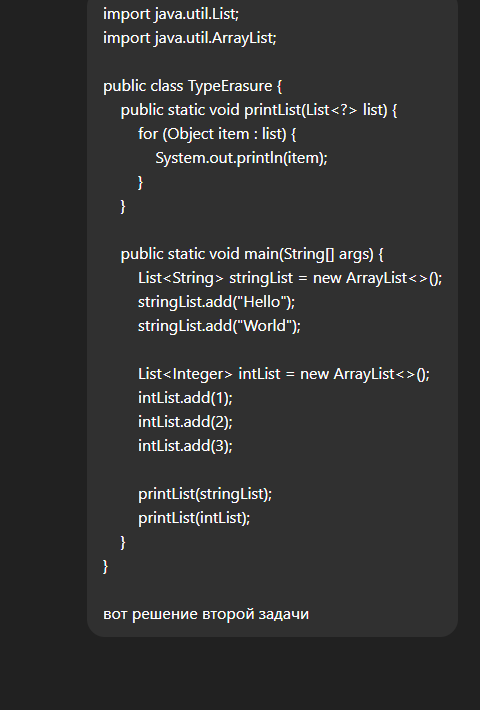 import java.util.List;
import java.util.ArrayList;

public class TypeErasure {
    public static void printList(List<?> list) {
        for (Object item : list) {
            System.out.println(item);
        }
    }

    public static void main(String[] args) {
        List<String> stringList = new ArrayList<>();
        stringList.add("Hello");
        stringList.add("World");

        List<Integer> intList = new ArrayList<>();
        intList.add(1);
        intList.add(2);
        intList.add(3);

        printList(stringList);
        printList(intList);
    }
}

вот решение второй задачи